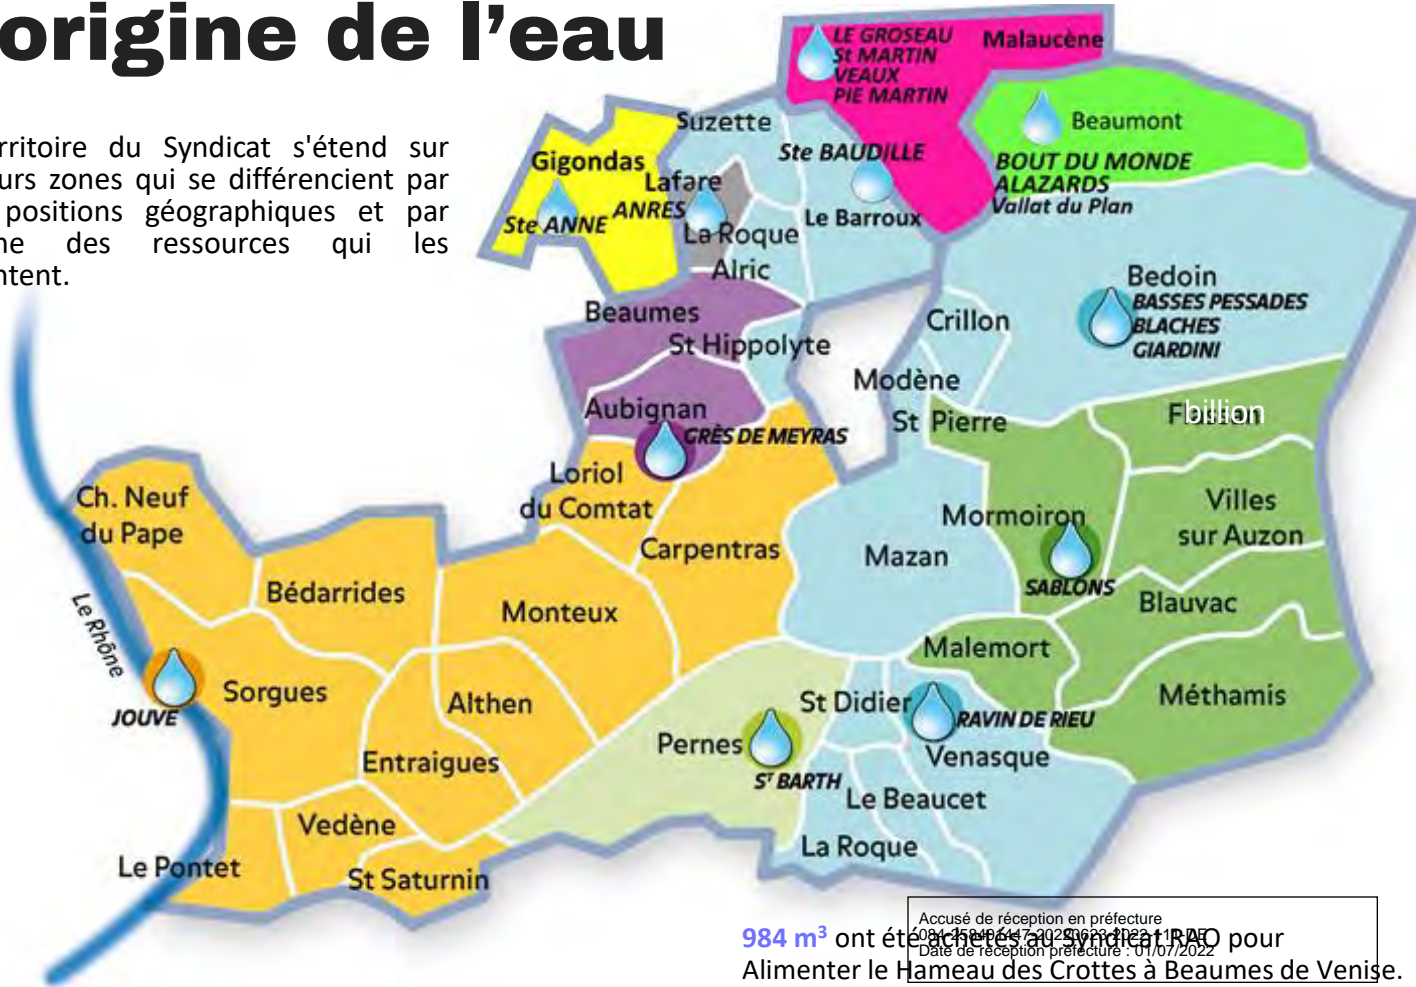 origine de l'eau
rritoire du Syndicat s'étend sur
urs zones qui se différencient par
positions géographiques et par
ne des ressources qui les
ntent.
LE GROSEAU
St MARTIN
VEAUX
PIE MARTIN
Malaucène
Suzette
Ste BAUDILLE
Le Barroux
Beaumont
BOUT DU MONDE
ALAZARDS
Vallat du Plan
Gigondas
Ste ANNE
Lafare
ANRES
La Roque
Alric
Beaumes
St Hippolyte
Bedoin
BASSES PESSADES
BLACHES
GIARDINI
Crillon
Modène
St Pierre
billion
Aubignan
GRÈS DE MEYRAS
Loriol
du Comtat
Carpentras
Ch. Neuf
du Pape
Bédarrides
Monteux
Mazan
Mormoiron
SABLONS
Villes
sur Auzon
Blauvac
Malemort
Méthamis
Le Rhône
JOUVE
Sorgues
Althen
Entraigues
Pernes
ST BARTH
St Didier
RAVIN DE RIEU
Venasque
Le Beaucet
La Roque
Vedène
Le Pontet
St Saturnin
984 m³ ont été achetés au Syndicat RAO pour
Alimenter le Hameau des Crottes à Beaumes de Venise.
Accusé de réception en préfecture
Date de réception préfecture : 01/07/2022